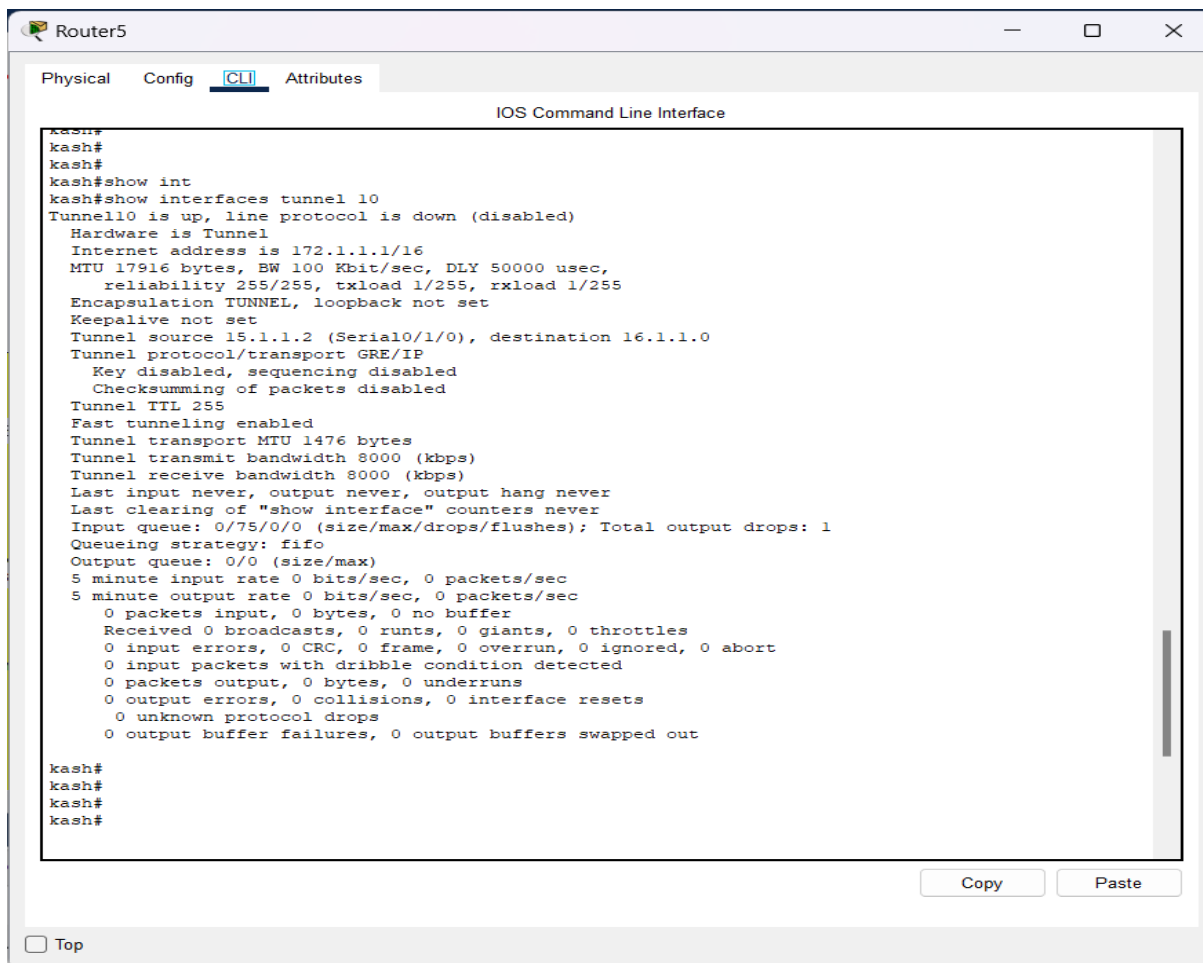 Router5
Physical Config CLI Attributes
IOS Command Line Interface
kash#
kash#
kash#
kash#show int
kash#show interfaces tunnel 10
Tunnel10 is up, line protocol is down (disabled)
Hardware is Tunnel
Internet address is 172.1.1.1/16
MTU 17916 bytes, BW 100 Kbit/sec, DLY 50000 usec,
reliability 255/255, txload 1/255, rxload 1/255
Encapsulation TUNNEL, loopback not set
Keepalive not set
Tunnel source 15.1.1.2 (Serial0/1/0), destination 16.1.1.0
Tunnel protocol/transport GRE/IP
Key disabled, sequencing disabled
Checksumming of packets disabled
Tunnel TTL 255
Fast tunneling enabled
Tunnel transport MTU 1476 bytes
Tunnel transmit bandwidth 8000 (kbps)
Tunnel receive bandwidth 8000 (kbps)
Last input never, output never, output hang never
Last clearing of "show interface" counters never
Input queue: 0/75/0/0 (size/max/drops/flushes); Total output drops: 1
Queueing strategy: fifo
Output queue: 0/0 (size/max)
5 minute input rate 0 bits/sec, 0 packets/sec
5 minute output rate 0 bits/sec, 0 packets/sec
0 packets input, 0 bytes, 0 no buffer
Received 0 broadcasts, 0 runts, 0 giants, 0 throttles
0 input errors, 0 CRC, 0 frame, 0 overrun, 0 ignored, 0 abort
0 input packets with dribble condition detected
0 packets output, 0 bytes, 0 underruns
0 output errors, 0 collisions, 0 interface resets
0 unknown protocol drops
0 output buffer failures, 0 output buffers swapped out
kash#
kash#
kash#
kash#
Copy Paste
Top